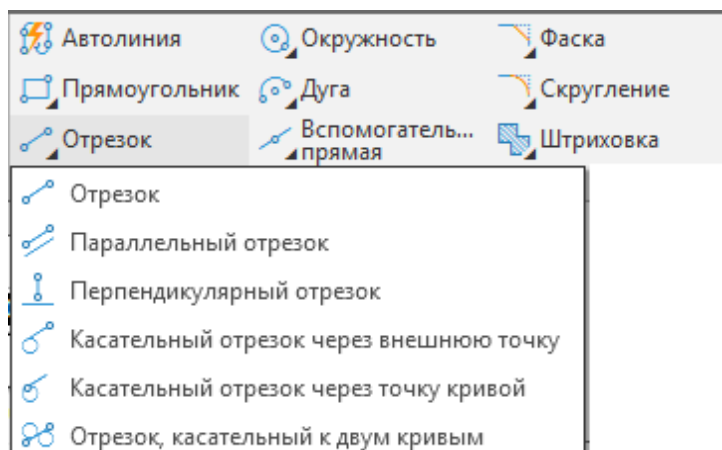 Автолиния
Окружность
Фаска
Прямоугольник
Дуга
Скругление
Отрезок
Вспомогатель...
прямая
Штриховка
Отрезок
Параллельный отрезок
Перпендикулярный отрезок
Касательный отрезок через внешнюю точку
Касательный отрезок через точку кривой
Отрезок, касательный к двум кривым